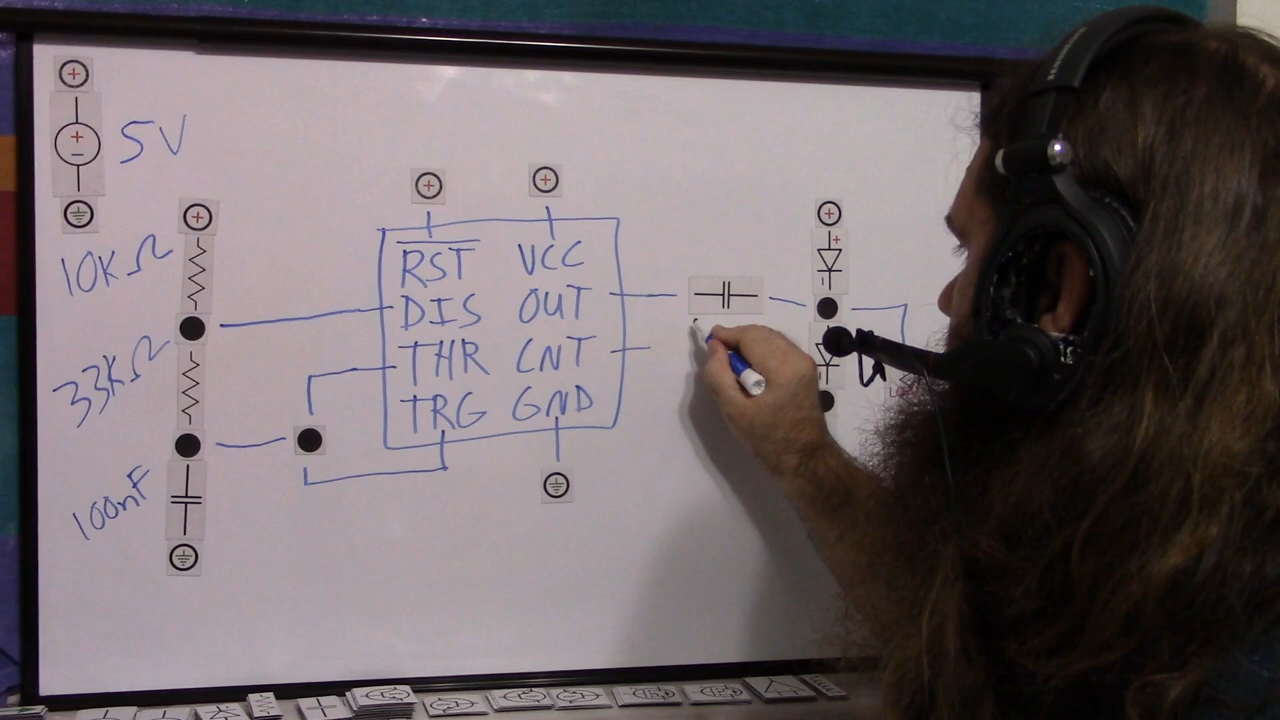 5V
10KΩ
33KΩ
100nF
RST VCC
DIS OUT
THR CNT
TRG GND